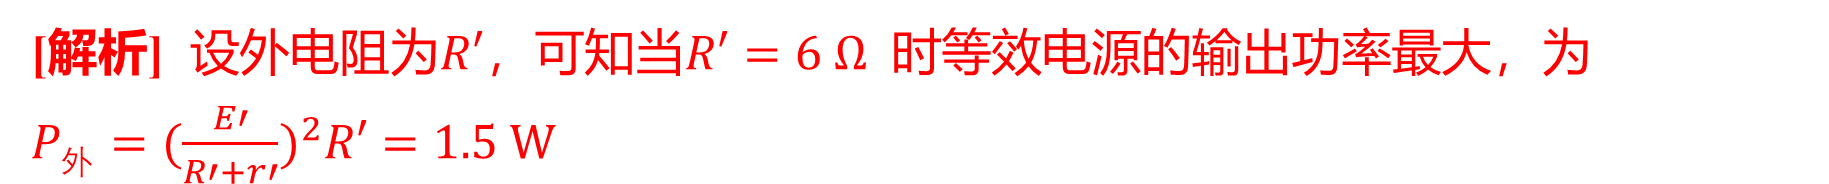 [解析] 设外电阻为R′，可知当R′ = 6 Ω 时等效电源的输出功率最大，为
P外 = (E′/(R′+r′))²R′ = 1.5 W